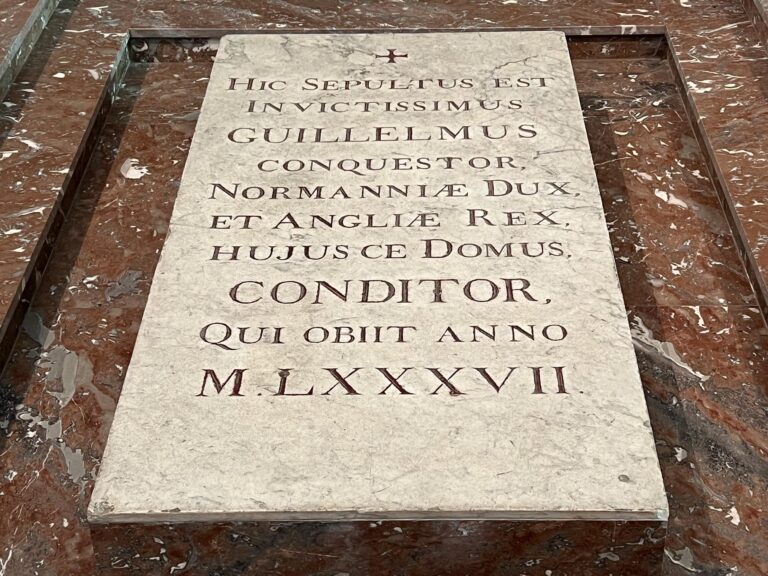 Hic Sepultus est
Invictissimus
GUILLELMUS
CONQUESTOR,
Normanniæ Dux,
et Angliæ Rex,
hujus ce Domus,
CONDITOR,
Qui obiit anno
M.LXXXVII.